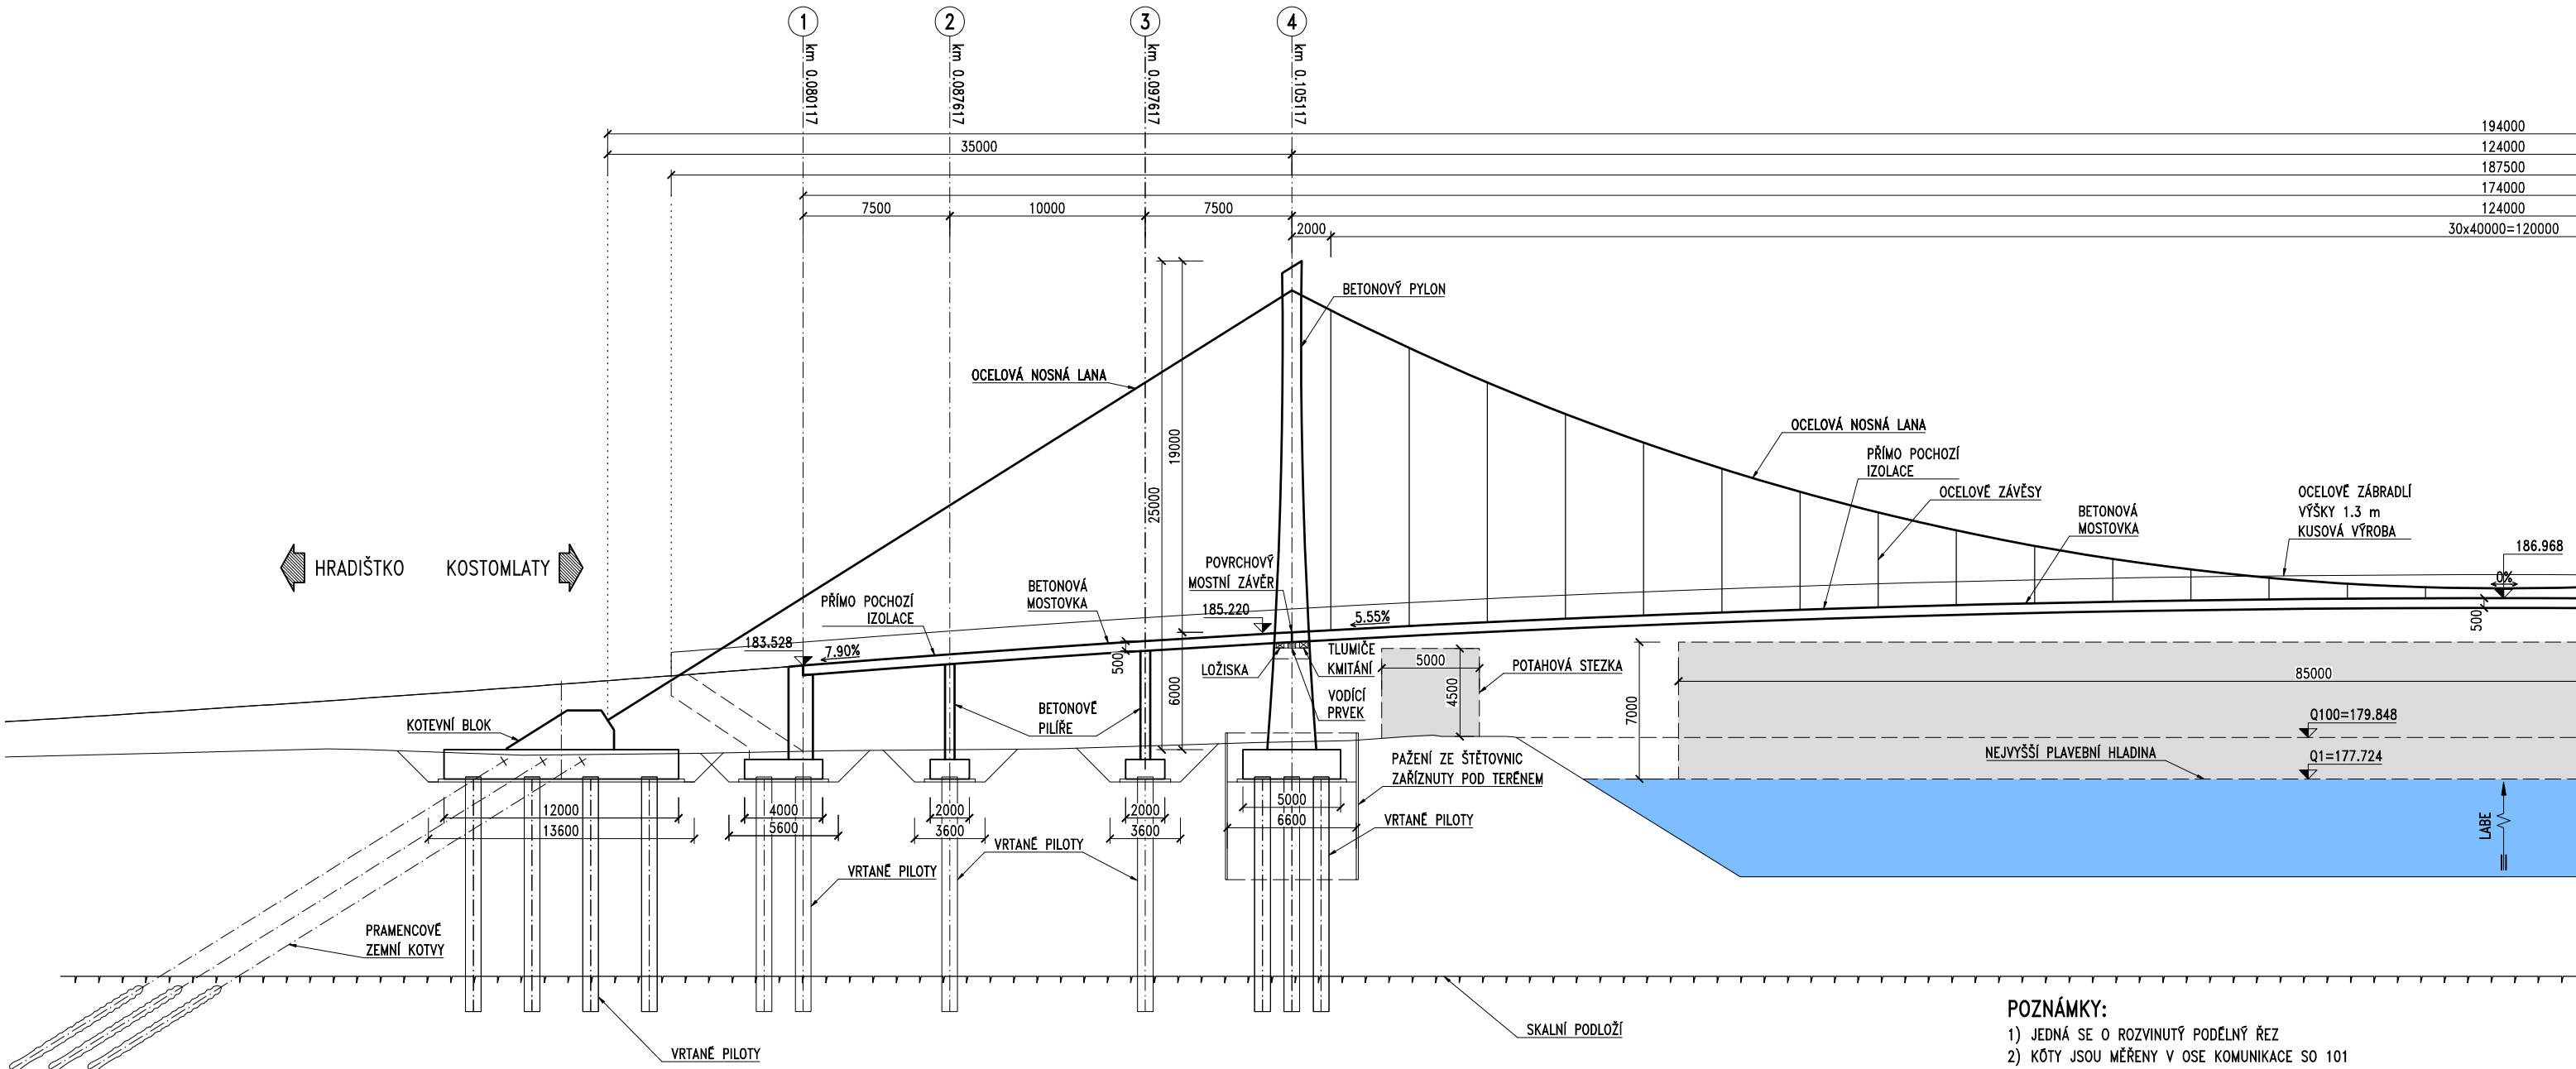 1
2
3
4
km 0.080117
km 0.087617
km 0.097617
km 0.105117
194000
35000
124000
187500
174000
7500
10000
7500
124000
2000
30x40000=120000
BETONOVÝ PYLON
OCELOVÁ NOSNÁ LANA
19000
25000
OCELOVÁ NOSNÁ LANA
PŘÍMO POCHOZÍ
IZOLACE
OCELOVÉ ZÁVĚSY
BETONOVÁ
MOSTOVKA
OCELOVÉ ZÁBRADLÍ
VÝŠKY 1.3 m
KUSOVÁ VÝROBA
186.968
0%
500
HRADIŠTKO
KOSTOMLATY
POVRCHOVÝ
MOSTNÍ ZÁVĚR
BETONOVÁ
MOSTOVKA
PŘÍMO POCHOZÍ
IZOLACE
185.220
5.55%
183.528
7.90%
500
6000
LOŽISKA
TLUMIČE
KMITÁNÍ
VODÍCÍ
PRVEK
5000
4500
POTAHOVÁ STEZKA
85000
7000
KOTEVNÍ BLOK
BETONOVÉ
PILÍŘE
Q100=179.848
NEJVYŠŠÍ PLAVEBNÍ HLADINA
Q1=177.724
PAŽENÍ ZE ŠTĚTOVNIC
ZAŘÍZNUTY POD TERÉNEM
12000
13600
4000
5600
2000
3600
2000
3600
5000
6600
VRTANÉ PILOTY
VRTANÉ PILOTY
VRTANÉ PILOTY
LABE
PRAMENCOVÉ
ZEMNÍ KOTVY
VRTANÉ PILOTY
SKALNÍ PODLOŽÍ
POZNÁMKY:
1) JEDNÁ SE O ROZVINUTÝ PODÉLNÝ ŘEZ
2) KÓTY JSOU MĚŘENY V OSE KOMUNIKACE SO 101